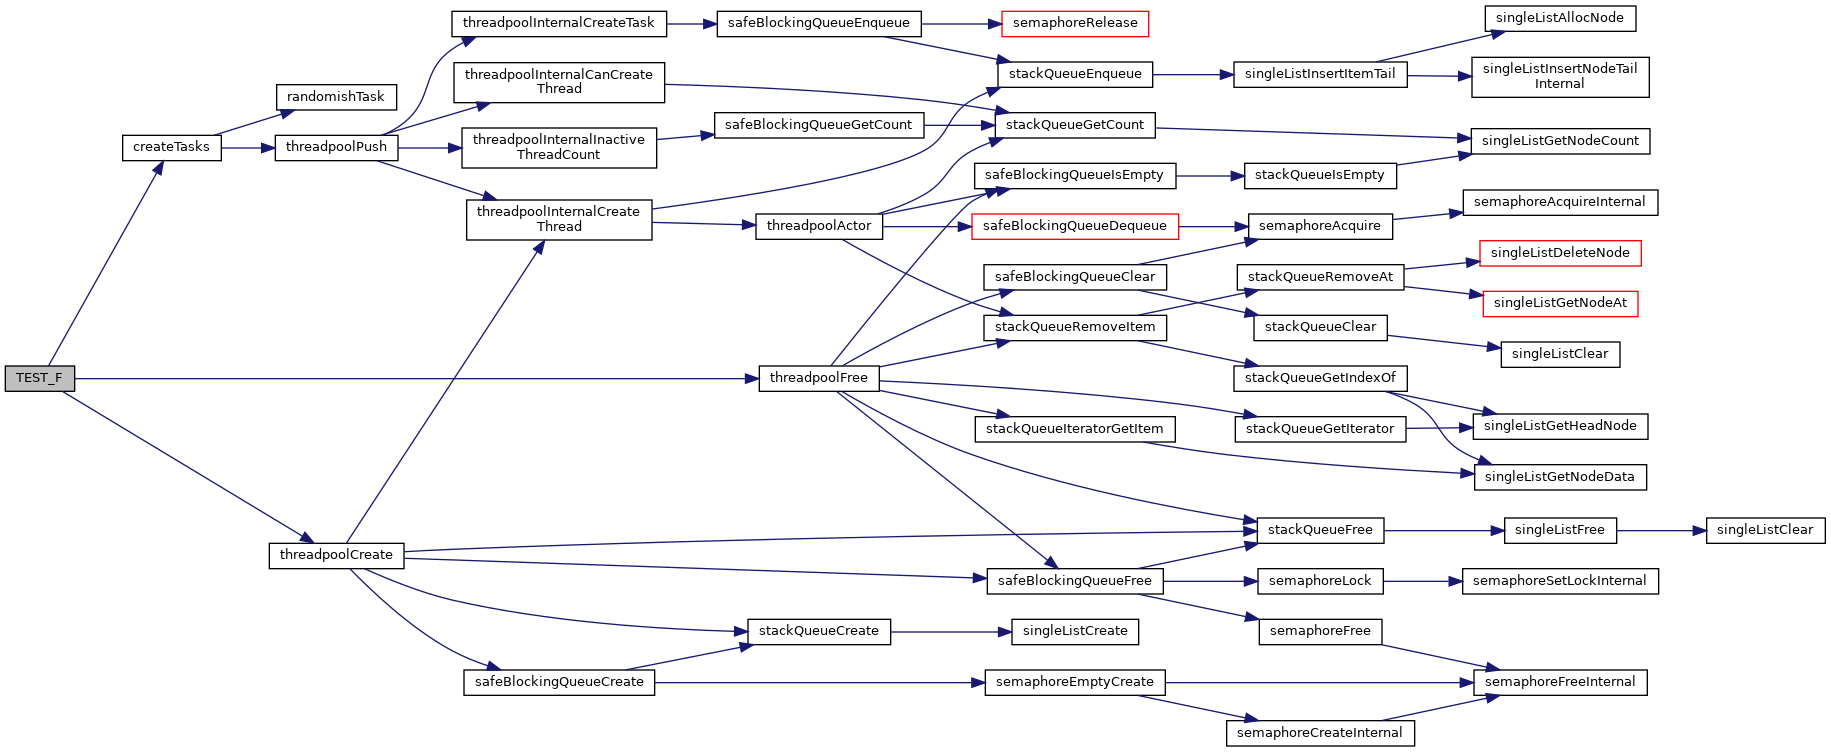 TEST_F
createTasks
randomishTask
threadpoolPush
threadpoolInternalCreateTask
safeBlockingQueueEnqueue
semaphoreRelease
stackQueueEnqueue
singleListInsertItemTail
singleListAllocNode
singleListInsertNodeTail
Internal
threadpoolInternalCanCreate
Thread
stackQueueGetCount
singleListGetNodeCount
threadpoolInternalInactive
ThreadCount
safeBlockingQueueGetCount
threadpoolInternalCreate
Thread
threadpoolActor
safeBlockingQueueIsEmpty
stackQueueIsEmpty
safeBlockingQueueDequeue
semaphoreAcquire
semaphoreAcquireInternal
safeBlockingQueueClear
stackQueueRemoveAt
singleListDeleteNode
singleListGetNodeAt
stackQueueRemoveItem
stackQueueClear
singleListClear
threadpoolFree
stackQueueGetIndexOf
stackQueueIteratorGetItem
stackQueueGetIterator
singleListGetHeadNode
singleListGetNodeData
threadpoolCreate
stackQueueFree
singleListFree
singleListClear
safeBlockingQueueFree
semaphoreLock
semaphoreSetLockInternal
semaphoreFree
stackQueueCreate
singleListCreate
safeBlockingQueueCreate
semaphoreEmptyCreate
semaphoreFreeInternal
semaphoreCreateInternal